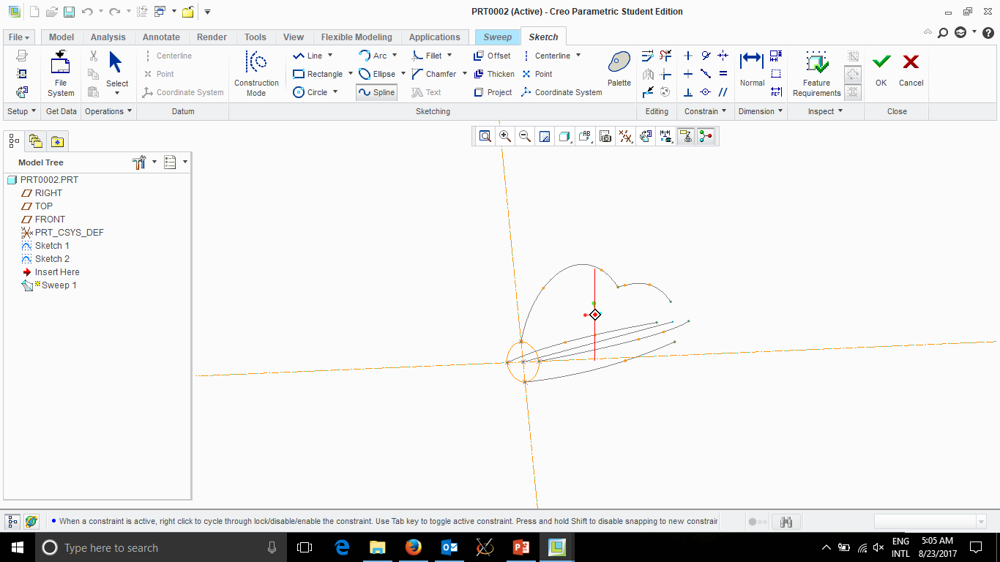 PRT0002 (Active) - Creo Parametric Student Edition
File Model Analysis Annotate Render Tools View Flexible Modeling Applications Sweep Sketch
Centerline Line Arc Fillet Offset Centerline
Point Rectangle Ellipse Chamfer Thicken Point
Coordinate System Circle Spline Text Project Coordinate System
File System
Select
Construction Mode
Palette
Normal
Feature Requirements
OK
Cancel
Setup Get Data Operations Datum Sketching Editing Constrain Dimension Inspect Close
Model Tree
PRT0002.PRT
RIGHT
TOP
FRONT
PRT_CSYS_DEF
Sketch 1
Sketch 2
Insert Here
Sweep 1
When a constraint is active, right click to cycle through lock/disable/enable the constraint. Use Tab key to toggle active constraint. Press and hold Shift to disable snapping to new constrair
Type here to search
ENG
INTL
5:05 AM
8/23/2017